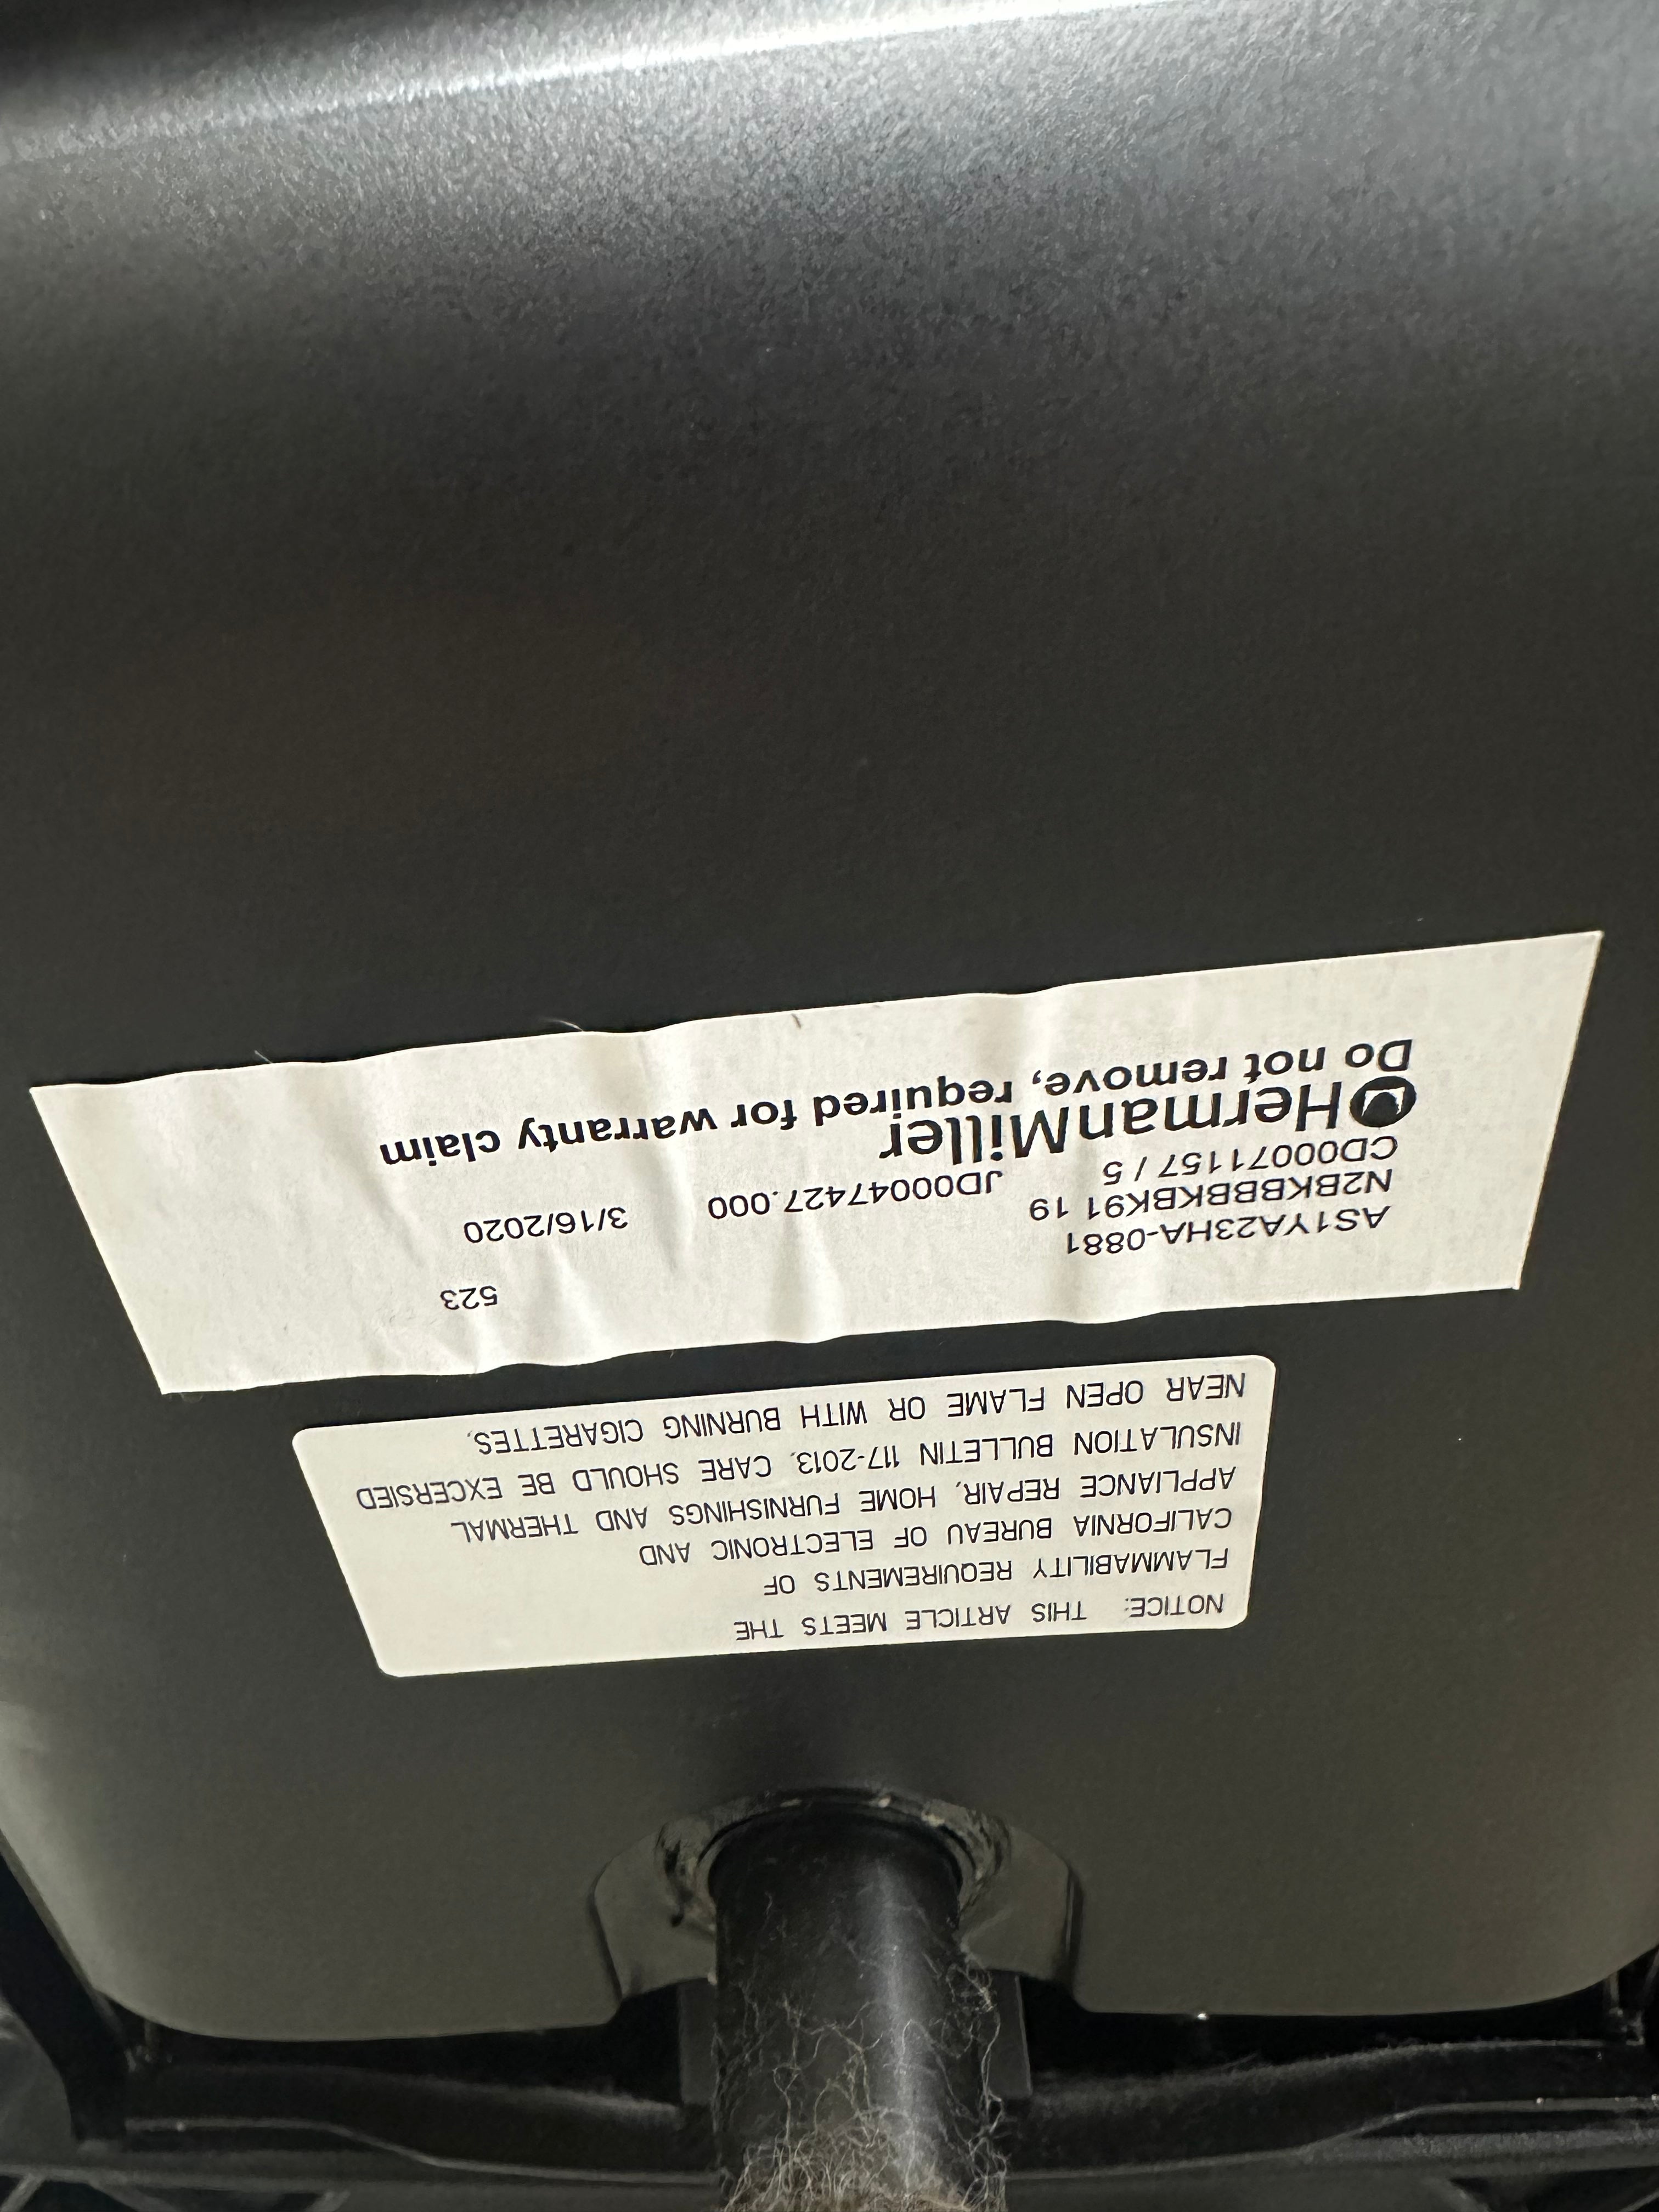 NOTICE: THIS ARTICLE MEETS THE
FLAMMABILITY REQUIREMENTS OF
CALIFORNIA BUREAU OF ELECTRONIC AND
APPLIANCE REPAIR, HOME FURNISHINGS AND THERMAL
INSULATION BULLETIN 117-2013. CARE SHOULD BE EXCERSIED
NEAR OPEN FLAME OR WITH BURNING CIGARETTES.
523
AS1YA23HA-0881
N2BKBBBKBK91 19
3/16/2020
CD00071157 / 5
JD00047427.000
HermanMiller
Do not remove, required for warranty claim